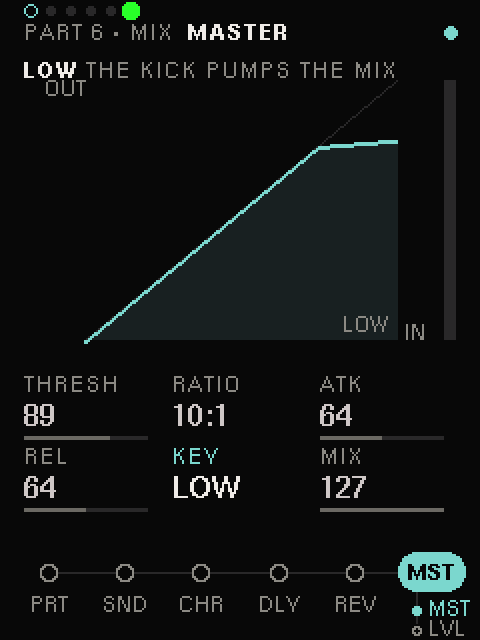 PART 6 · MIX MASTER
LOW THE KICK PUMPS THE MIX
OUT
LOW
IN
THRESH RATIO ATK
89 10:1 64
REL KEY MIX
64 LOW 127
MST
PRT SND CHR DLY REV
MST
LVL